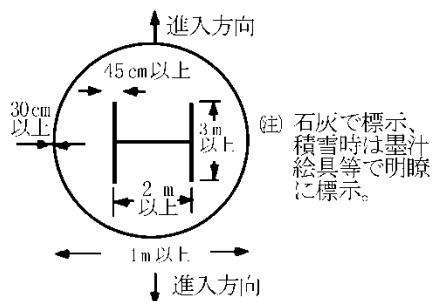 進入方向
45cm以上
30cm
以上
3m
以上
2m
以上
1m以上
進入方向
(注) 石灰で標示、
積雪時は墨汁
絵具等で明瞭
に標示。